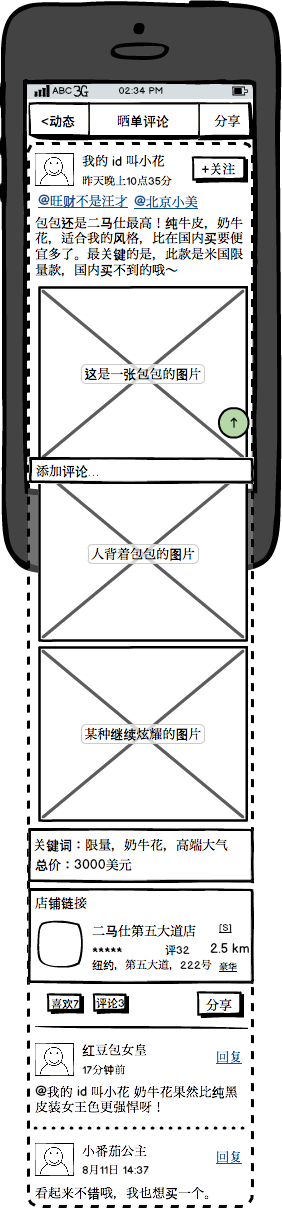 ABC 3G 02:34 PM
<动态 晒单评论 分享
我的 id 叫小花
昨天晚上10点35分
+关注
@旺财不是汪才 @北京小美
包包还是二马仕最高！纯牛皮，奶牛
花，适合我的风格，比在国内买要便
宜多了。最关键的是，此款是米国限
量款，国内买不到的哦～
这是一张包包的图片
↑
添加评论...
人背着包包的图片
某种继续炫耀的图片
关键词：限量，奶牛花，高端大气
总价：3000美元
店铺链接
二马仕第五大道店 [S]
***** 评32 2.5 km
纽约，第五大道，222号 豪华
喜欢7 评论3 分享
红豆包女皇
17分钟前
回复
@我的 id 叫小花 奶牛花果然比纯黑
皮装女王色更强悍呀！
小番茄公主
8月11日 14:37
回复
看起来不错哦，我也想买一个。